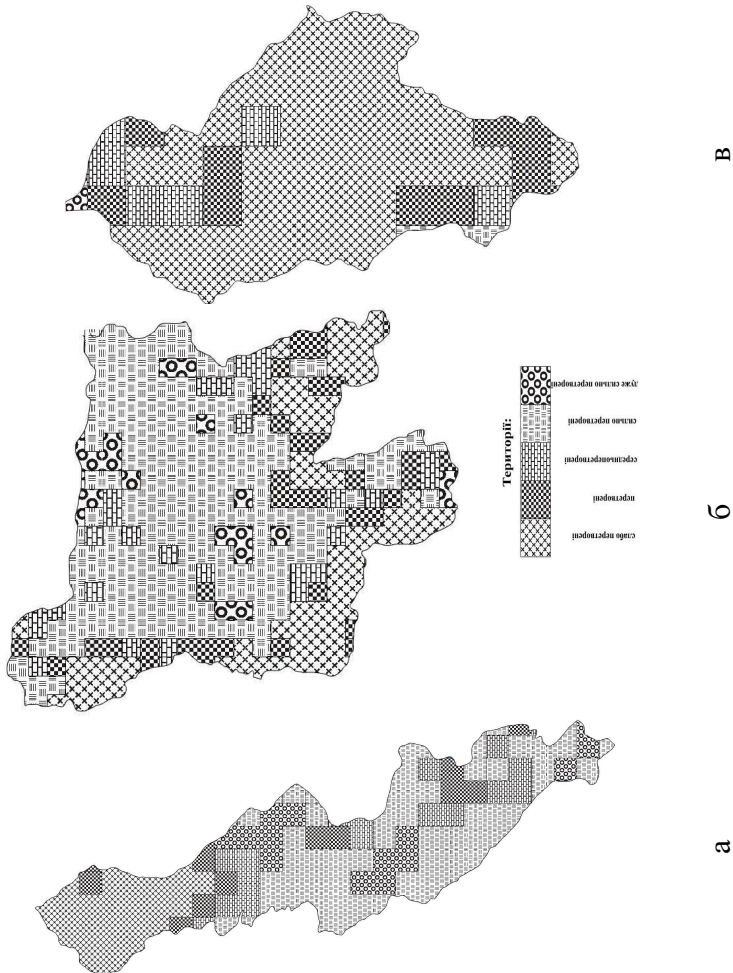 в
б
Території:
дуже сильно перетворені
сильно перетворені
середньоперетворені
перетворені
слабо перетворені
а